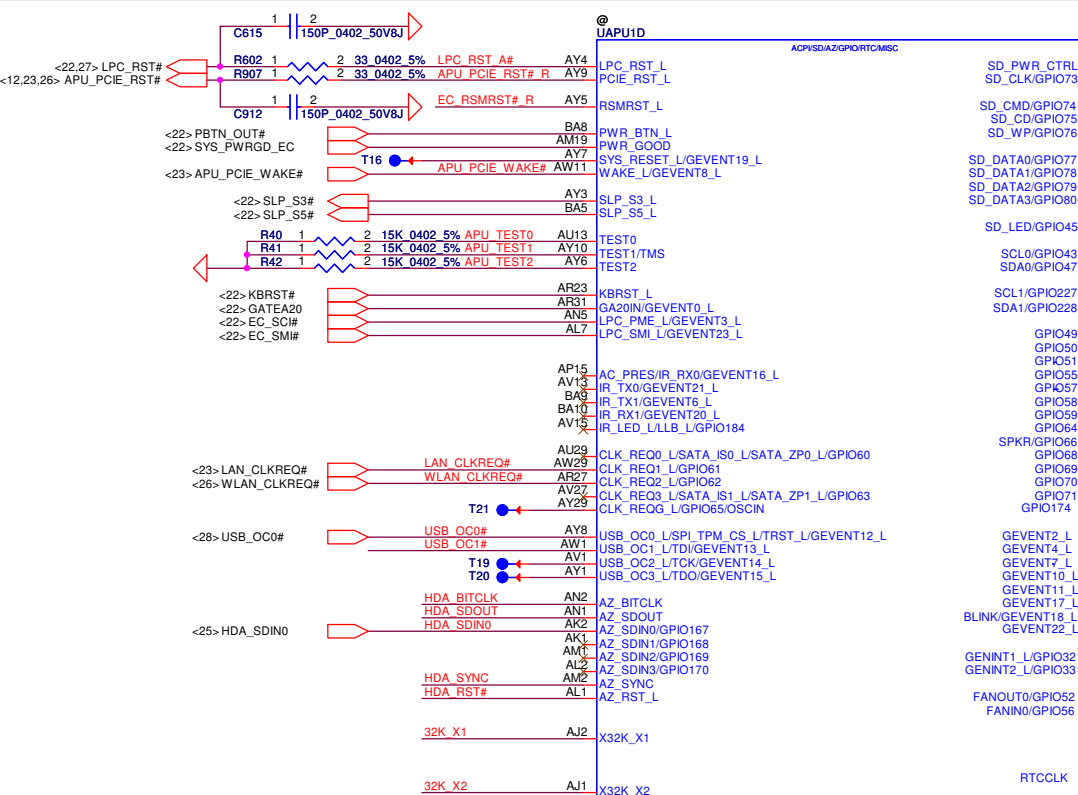 @
UAPU1D
ACPI/SD/AZ/GPIO/RTC/MISC
C615 1 2 150P_0402_50V8J
<22,27> LPC_RST# R602 1 2 33_0402_5% LPC_RST_A# AY4 LPC_RST_L SD_PWR_CTRL
<12,23,26> APU_PCIE_RST# R907 1 2 33_0402_5% APU_PCIE_RST#_R AY9 PCIE_RST_L SD_CLK/GPIO73
C912 1 2 150P_0402_50V8J EC_RSMRST#_R AY5 RSMRST_L SD_CMD/GPIO74
SD_CD/GPIO75
<22> PBTN_OUT# BA8 PWR_BTN_L SD_WP/GPIO76
<22> SYS_PWRGD_EC AM19 PWR_GOOD
T16 AY7 SYS_RESET_L/GEVENT19_L SD_DATA0/GPIO77
<23> APU_PCIE_WAKE# APU_PCIE_WAKE# AW11 WAKE_L/GEVENT8_L SD_DATA1/GPIO78
SD_DATA2/GPIO79
<22> SLP_S3# AY3 SLP_S3_L SD_DATA3/GPIO80
<22> SLP_S5# BA5 SLP_S5_L
SD_LED/GPIO45
R40 1 2 15K_0402_5% APU_TEST0 AU13 TEST0
R41 1 2 15K_0402_5% APU_TEST1 AY10 TEST1/TMS SCL0/GPIO43
R42 1 2 15K_0402_5% APU_TEST2 AY6 TEST2 SDA0/GPIO47
<22> KBRST# AR23 KBRST_L SCL1/GPIO227
<22> GATEA20 AR31 GA20IN/GEVENT0_L SDA1/GPIO228
<22> EC_SCI# AN5 LPC_PME_L/GEVENT3_L
<22> EC_SMI# AL7 LPC_SMI_L/GEVENT23_L GPIO49
GPIO50
GPIO51
AP15 AC_PRES/IR_RX0/GEVENT16_L GPIO55
AV13 IR_TX0/GEVENT21_L GPIO57
BA9 IR_TX1/GEVENT6_L GPIO58
BA10 IR_RX1/GEVENT20_L GPIO59
AV15 IR_LED_L/LLB_L/GPIO184 GPIO64
SPKR/GPIO66
AU29 CLK_REQ0_L/SATA_IS0_L/SATA_ZP0_L/GPIO60 GPIO68
<23> LAN_CLKREQ# LAN_CLKREQ# AW29 CLK_REQ1_L/GPIO61 GPIO69
<26> WLAN_CLKREQ# WLAN_CLKREQ# AR27 CLK_REQ2_L/GPIO62 GPIO70
AV27 CLK_REQ3_L/SATA_IS1_L/SATA_ZP1_L/GPIO63 GPIO71
T21 AY29 CLK_REQG_L/GPIO65/OSCIN GPIO174
<28> USB_OC0# USB_OC0# AY8 USB_OC0_L/SPI_TPM_CS_L/TRST_L/GEVENT12_L GEVENT2_L
USB_OC1# AW1 USB_OC1_L/TDI/GEVENT13_L GEVENT4_L
T19 AV1 USB_OC2_L/TCK/GEVENT14_L GEVENT7_L
T20 AY1 USB_OC3_L/TDO/GEVENT15_L GEVENT10_L
GEVENT11_L
HDA_BITCLK AN2 AZ_BITCLK GEVENT17_L
HDA_SDOUT AN1 AZ_SDOUT BLINK/GEVENT18_L
<25> HDA_SDIN0 HDA_SDIN0 AK2 AZ_SDIN0/GPIO167 GEVENT22_L
AK1 AZ_SDIN1/GPIO168
AM1 AZ_SDIN2/GPIO169 GENINT1_L/GPIO32
AL2 AZ_SDIN3/GPIO170 GENINT2_L/GPIO33
HDA_SYNC AM2 AZ_SYNC
HDA_RST# AL1 AZ_RST_L FANOUT0/GPIO52
FANIN0/GPIO56
32K_X1 AJ2 X32K_X1
RTCCLK
32K_X2 AJ1 X32K_X2